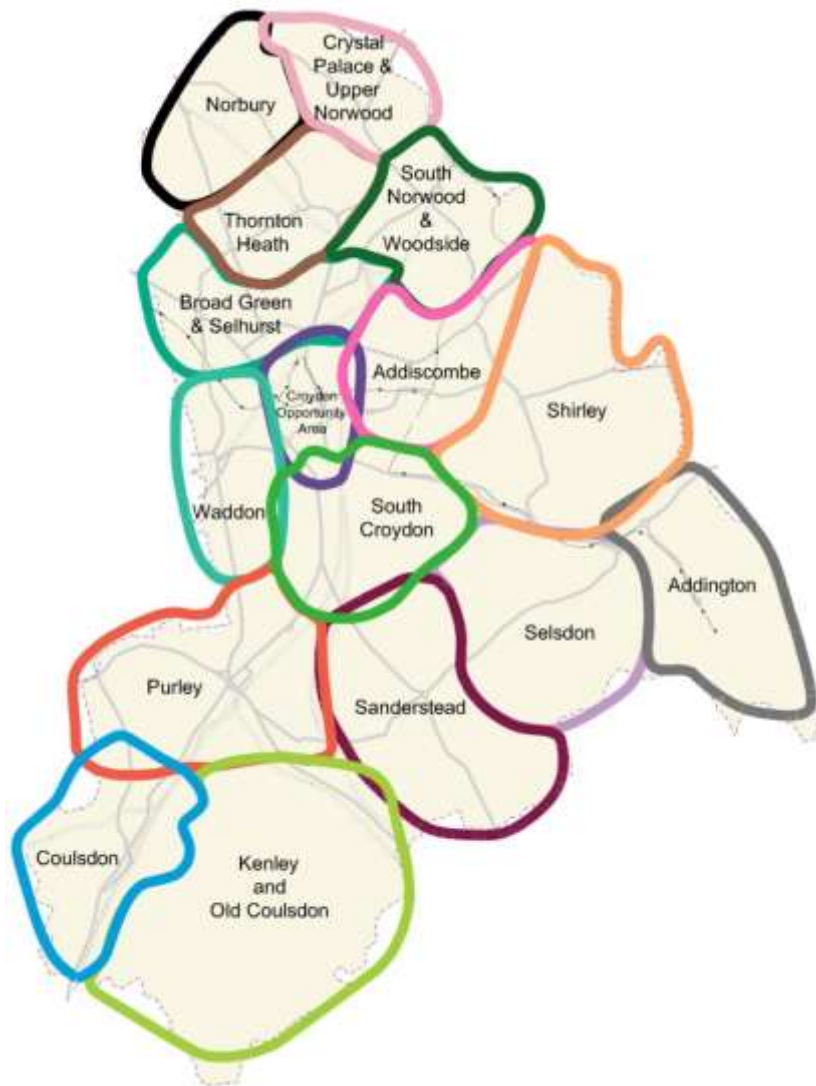 Crystal
Palace &
Upper
Norwood
Norbury
South
Norwood
&
Woodside
Thornton
Heath
Broad Green
& Selhurst
Addiscombe
Croydon
Opportunity
Area
Shirley
Waddon
South
Croydon
Addington
Selsdon
Purley
Sanderstead
Coulsdon
Kenley
and
Old Coulsdon